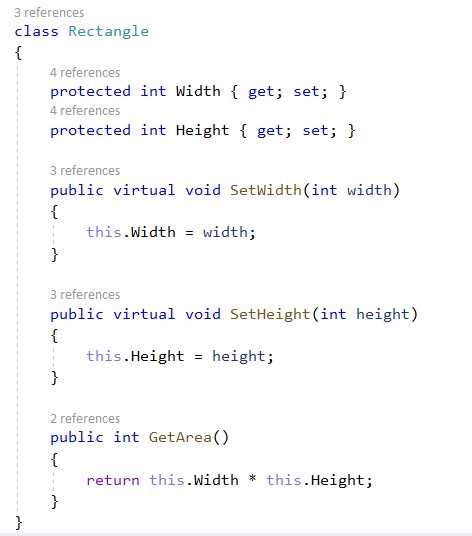 3 references
class Rectangle
{
4 references
protected int Width { get; set; }
4 references
protected int Height { get; set; }
3 references
public virtual void SetWidth(int width)
{
this.Width = width;
}
3 references
public virtual void SetHeight(int height)
{
this.Height = height;
}
2 references
public int GetArea()
{
return this.Width * this.Height;
}
}